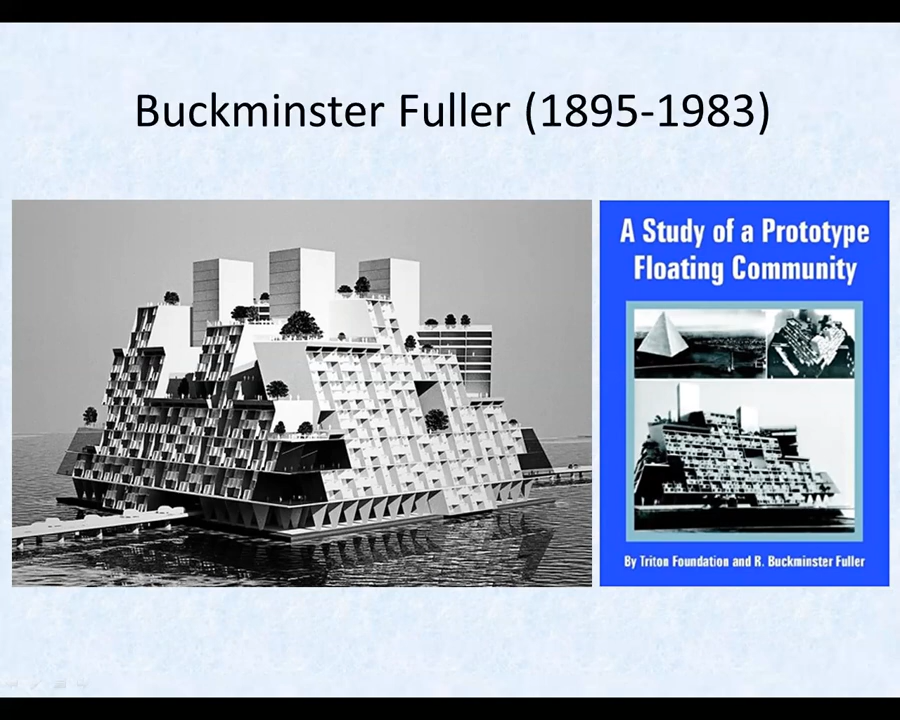 Buckminster Fuller (1895-1983)
A Study of a Prototype
Floating Community
By Triton Foundation and R. Buckminster Fuller